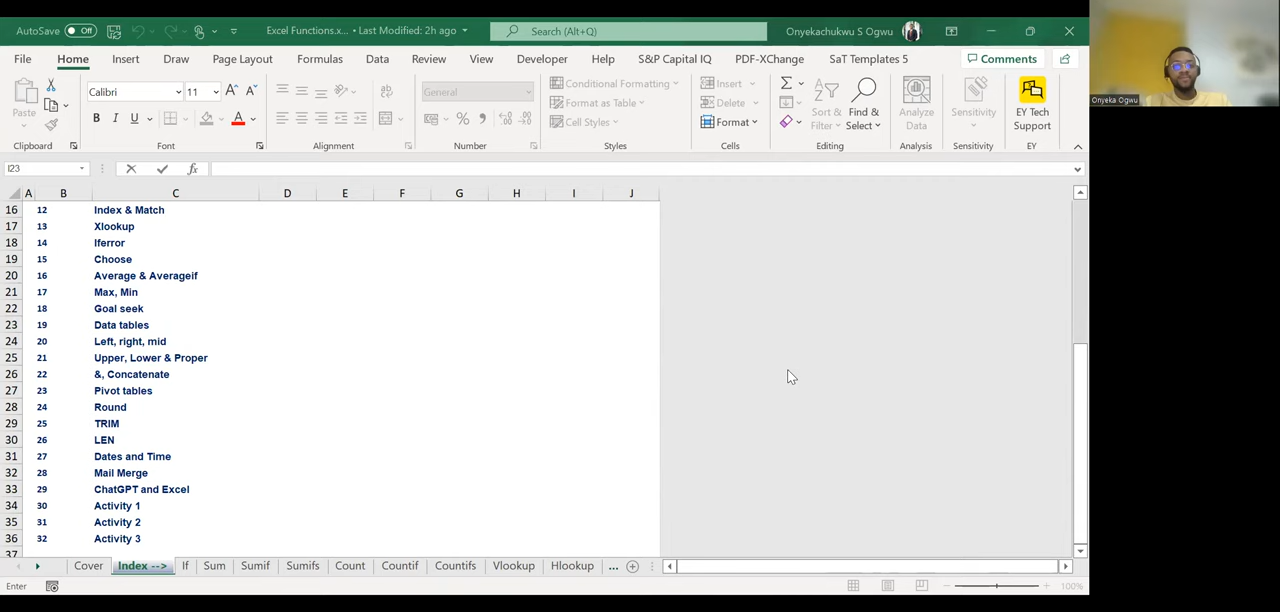 AutoSave Off Excel Functions.x... • Last Modified: 2h ago Search (Alt+Q) Onyekachukwu S Ogwu
File Home Insert Draw Page Layout Formulas Data Review View Developer Help S&P Capital IQ PDF-XChange SaT Templates 5 Comments
Paste Calibri 11 General Conditional Formatting Insert Sort & Filter Find & Select Analyze Data Sensitivity EY Tech Support
Format as Table Delete
B I U Cell Styles Format
Clipboard Font Alignment Number Styles Cells Editing Analysis Sensitivity EY
Onyeka Ogwu
I23 fx
A B C D E F G H I J
16 12 Index & Match
17 13 Xlookup
18 14 Iferror
19 15 Choose
20 16 Average & Averageif
21 17 Max, Min
22 18 Goal seek
23 19 Data tables
24 20 Left, right, mid
25 21 Upper, Lower & Proper
26 22 &, Concatenate
27 23 Pivot tables
28 24 Round
29 25 TRIM
30 26 LEN
31 27 Dates and Time
32 28 Mail Merge
33 29 ChatGPT and Excel
34 30 Activity 1
35 31 Activity 2
36 32 Activity 3
37
Cover Index --> If Sum Sumif Sumifs Count Countif Countifs Vlookup Hlookup ...
Enter 100%